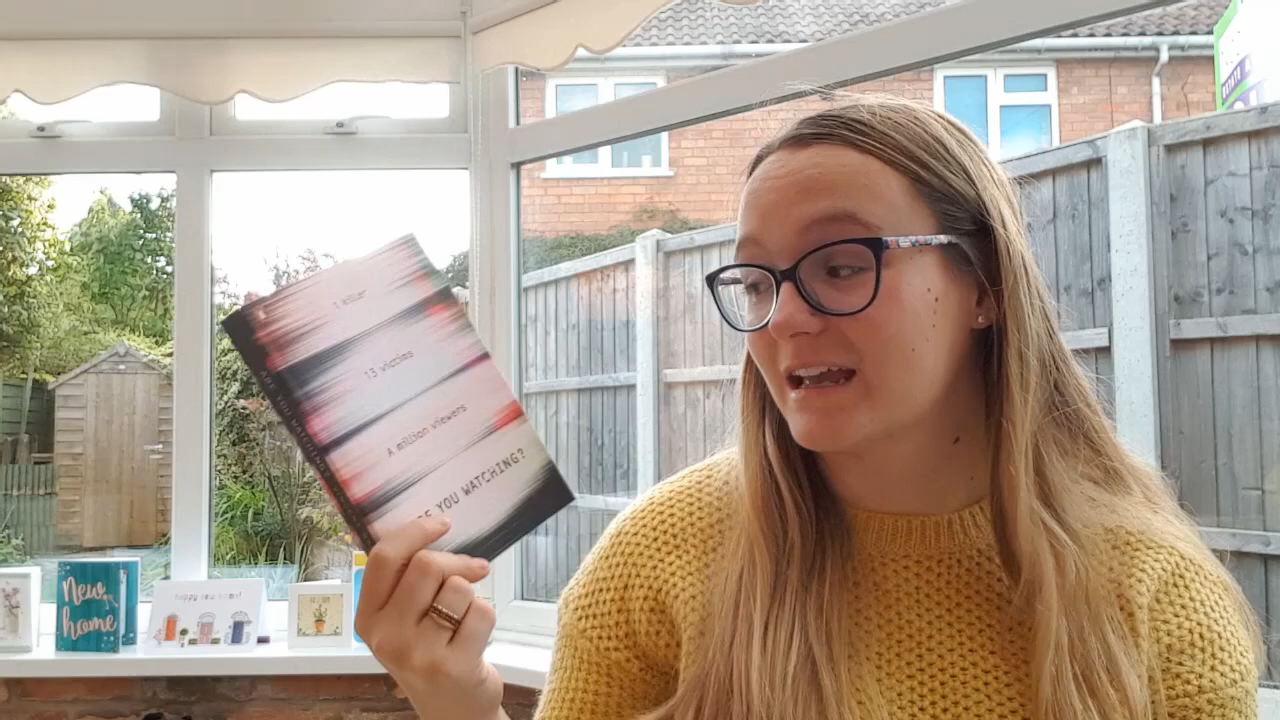 1 killer
13 victims
A million viewers
YOU WATCHING?
New
home
happy new home!